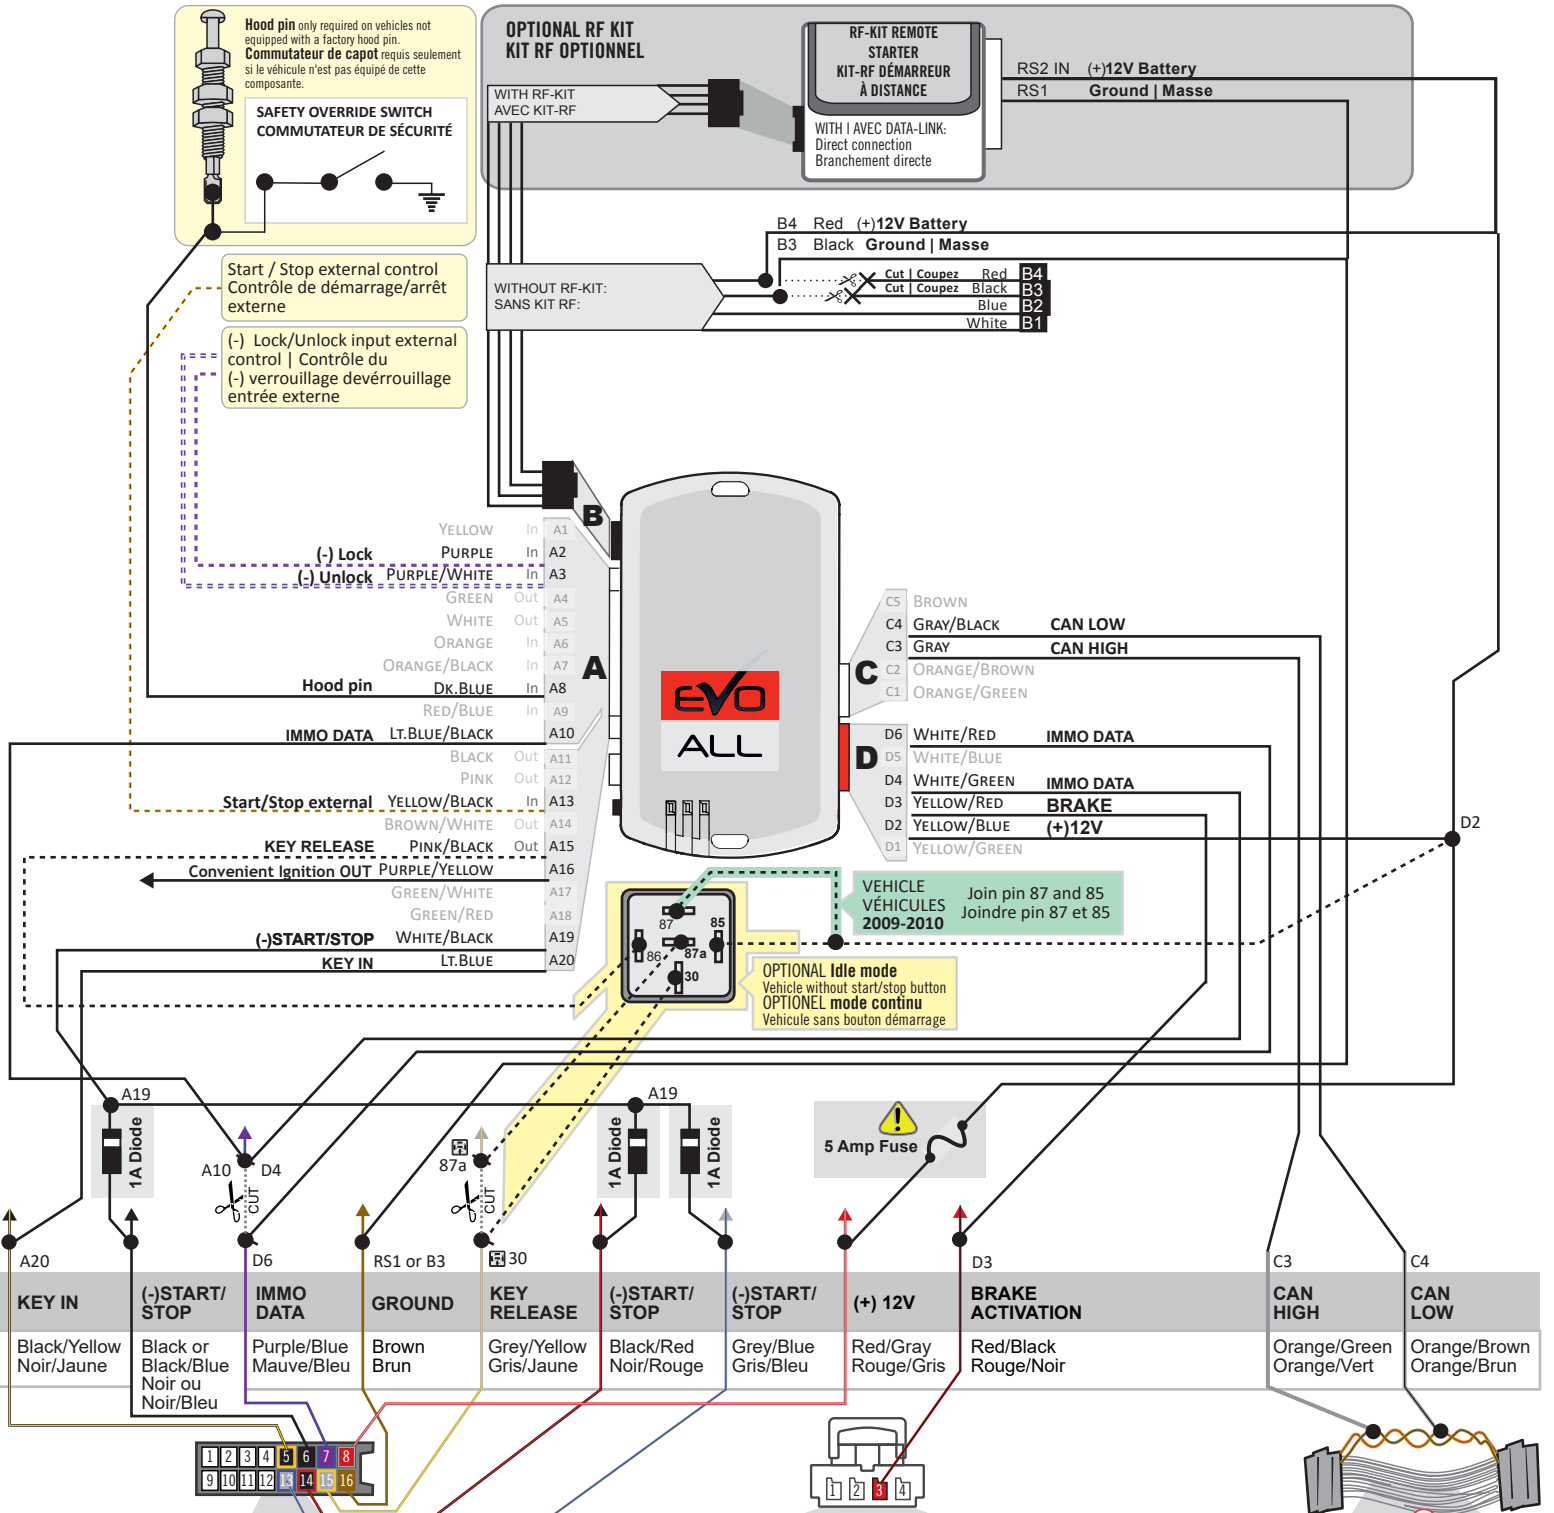 Hood pin only required on vehicles not
equipped with a factory hood pin.
Commutateur de capot requis seulement
si le véhicule n'est pas équipé de cette
composante.
SAFETY OVERRIDE SWITCH
COMMUTATEUR DE SÉCURITÉ
OPTIONAL RF KIT
KIT RF OPTIONNEL
WITH RF-KIT
AVEC KIT-RF
RF-KIT REMOTE
STARTER
KIT-RF DÉMARREUR
À DISTANCE
WITH | AVEC DATA-LINK:
Direct connection
Branchement directe
RS2 IN (+)12V Battery
RS1 Ground | Masse
B4 Red (+)12V Battery
B3 Black Ground | Masse
WITHOUT RF-KIT:
SANS KIT RF:
Cut | Coupez Red B4
Cut | Coupez Black B3
Blue B2
White B1
Start / Stop external control
Contrôle de démarrage/arrêt
externe
(-) Lock/Unlock input external
control | Contrôle du
(-) verrouillage devérrouillage
entrée externe
B
YELLOW In A1
(-) Lock PURPLE In A2
(-) Unlock PURPLE/WHITE In A3
GREEN Out A4
WHITE Out A5
ORANGE In A6
ORANGE/BLACK In A7
Hood pin DK.BLUE In A8
RED/BLUE In A9
IMMO DATA LT.BLUE/BLACK A10
BLACK Out A11
PINK Out A12
Start/Stop external YELLOW/BLACK In A13
BROWN/WHITE Out A14
KEY RELEASE PINK/BLACK Out A15
Convenient Ignition OUT PURPLE/YELLOW A16
GREEN/WHITE A17
GREEN/RED A18
(-)START/STOP WHITE/BLACK A19
KEY IN LT.BLUE A20
A
EVO
ALL
C
C5 BROWN
C4 GRAY/BLACK CAN LOW
C3 GRAY CAN HIGH
C2 ORANGE/BROWN
C1 ORANGE/GREEN
D
D6 WHITE/RED IMMO DATA
D5 WHITE/BLUE
D4 WHITE/GREEN IMMO DATA
D3 YELLOW/RED BRAKE
D2 YELLOW/BLUE (+)12V
D1 YELLOW/GREEN
D2
87
85
86
87a
30
VEHICLE
VÉHICULES
2009-2010
Join pin 87 and 85
Joindre pin 87 et 85
OPTIONAL Idle mode
Vehicle without start/stop button
OPTIONEL mode continu
Vehicule sans bouton démarrage
A19
1A Diode
A10 D4
CUT
87a
CUT
A19
1A Diode
1A Diode
5 Amp Fuse
A20
D6
RS1 or B3
30
D3
C3
C4
KEY IN
(-)START/
STOP
IMMO
DATA
GROUND
KEY
RELEASE
(-)START/
STOP
(-)START/
STOP
(+) 12V
BRAKE
ACTIVATION
CAN
HIGH
CAN
LOW
Black/Yellow
Noir/Jaune
Black or
Black/Blue
Noir ou
Noir/Bleu
Purple/Blue
Mauve/Bleu
Brown
Brun
Grey/Yellow
Gris/Jaune
Black/Red
Noir/Rouge
Grey/Blue
Gris/Bleu
Red/Gray
Rouge/Gris
Red/Black
Rouge/Noir
Orange/Green
Orange/Vert
Orange/Brown
Orange/Brun
1 2 3 4 5 6 7 8
9 10 11 12 13 14 15 16
1 2 3 4